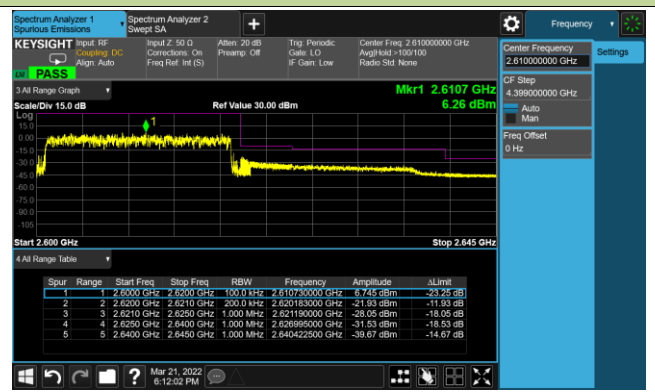 Spectrum Analyzer 1
Spurious Emissions
Spectrum Analyzer 2
Swept SA
Frequency
KEYSIGHT
Input: RF
Coupling: DC
Align: Auto
Input Z: 50 Ω
Corrections: On
Freq Ref: Int (S)
Atten: 20 dB
Preamp: Off
Trig: Periodic
Gate: LO
IF Gain: Low
Center Freq: 2.610000000 GHz
Avg|Hold:>100/100
Radio Std: None
PASS
Center Frequency
2.610000000 GHz
Settings
CF Step
4.399000000 GHz
Auto
Man
Freq Offset
0 Hz
3 All Range Graph
Mkr1 2.6107 GHz
6.26 dBm
Scale/Div 15.0 dB
Ref Value 30.00 dBm
Log
15.0
0.00
-15.0
-30.0
-45.0
-60.0
-75.0
-90.0
-105
1
Start 2.600 GHz
Stop 2.645 GHz
4 All Range Table
Spur Range Start Freq Stop Freq RBW Frequency Amplitude ΔLimit
1 1 2.6000 GHz 2.6200 GHz 100.0 kHz 2.610730000 GHz 6.745 dBm -23.25 dB
2 2 2.6200 GHz 2.6210 GHz 200.0 kHz 2.620183000 GHz -21.93 dBm -11.93 dB
3 3 2.6210 GHz 2.6250 GHz 1.000 MHz 2.621190000 GHz -28.05 dBm -18.05 dB
4 4 2.6250 GHz 2.6400 GHz 1.000 MHz 2.626995000 GHz -31.53 dBm -18.53 dB
5 5 2.6400 GHz 2.6450 GHz 1.000 MHz 2.640422500 GHz -39.67 dBm -14.67 dB
Mar 21, 2022
6:12:02 PM